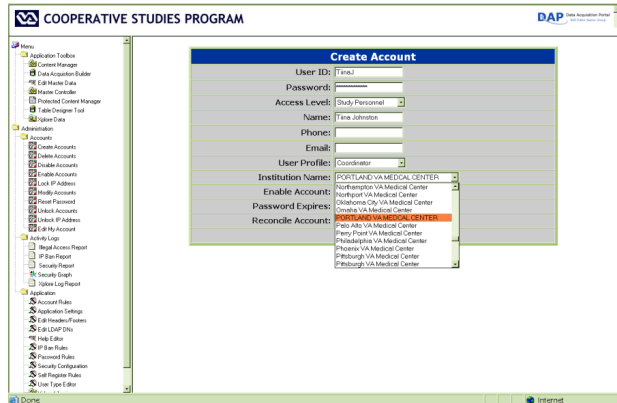 COOPERATIVE STUDIES PROGRAM
DAP Data Acquisition Portal
Menu
Application Toolbox
Content Manager
Data Acquistion Builder
Edit Master Data
Master Controller
Protected Content Manager
Table Designer Tool
Xplore Data
Administration
Accounts
Create Accounts
Delete Accounts
Disable Accounts
Enable Accounts
Lock IP Address
Modify Accounts
Reset Password
Unlock Accounts
Unlock IP Address
Edit My Account
Activity Logs
Illegal Access Report
IP Ban Report
Security Report
Security Graph
Xplore Log Report
Application
Account Rules
Application Settings
Edit Headers/Footers
Edit LDAP DNs
Help Editor
IP Ban Rules
Password Rules
Security Configuration
Self Register Rules
User Type Editor
Create Account
User ID: TiinaJ
Password:
Access Level: Study Personnel
Name: Tiina Johnston
Phone:
Email:
User Profile: Coordinator
Institution Name: PORTLAND VA MEDCAL CENTER
Enable Account:
Password Expires:
Reconcile Account:
Northampton VA Medical Center
Northport VA Medical Center
Oklahoma City VA Medical Center
Omaha VA Medical Center
PORTLAND VA MEDCAL CENTER
Palo Alto VA Medical Center
Perry Point VA Medical Center
Philadelphia VA Medical Center
Phoenix VA Medical Center
Pittsburgh VA Medical Center
Pittsburgh VA Medical Center
Done
Internet